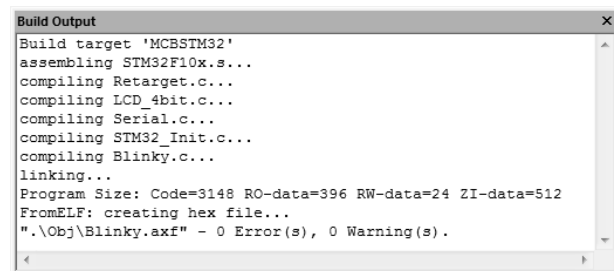 Build Output
Build target 'MCBSTM32'
assembling STM32F10x.s...
compiling Retarget.c...
compiling LCD_4bit.c...
compiling Serial.c...
compiling STM32_Init.c...
compiling Blinky.c...
linking...
Program Size: Code=3148 RO-data=396 RW-data=24 ZI-data=512
FromELF: creating hex file...
".\Obj\Blinky.axf" - 0 Error(s), 0 Warning(s).